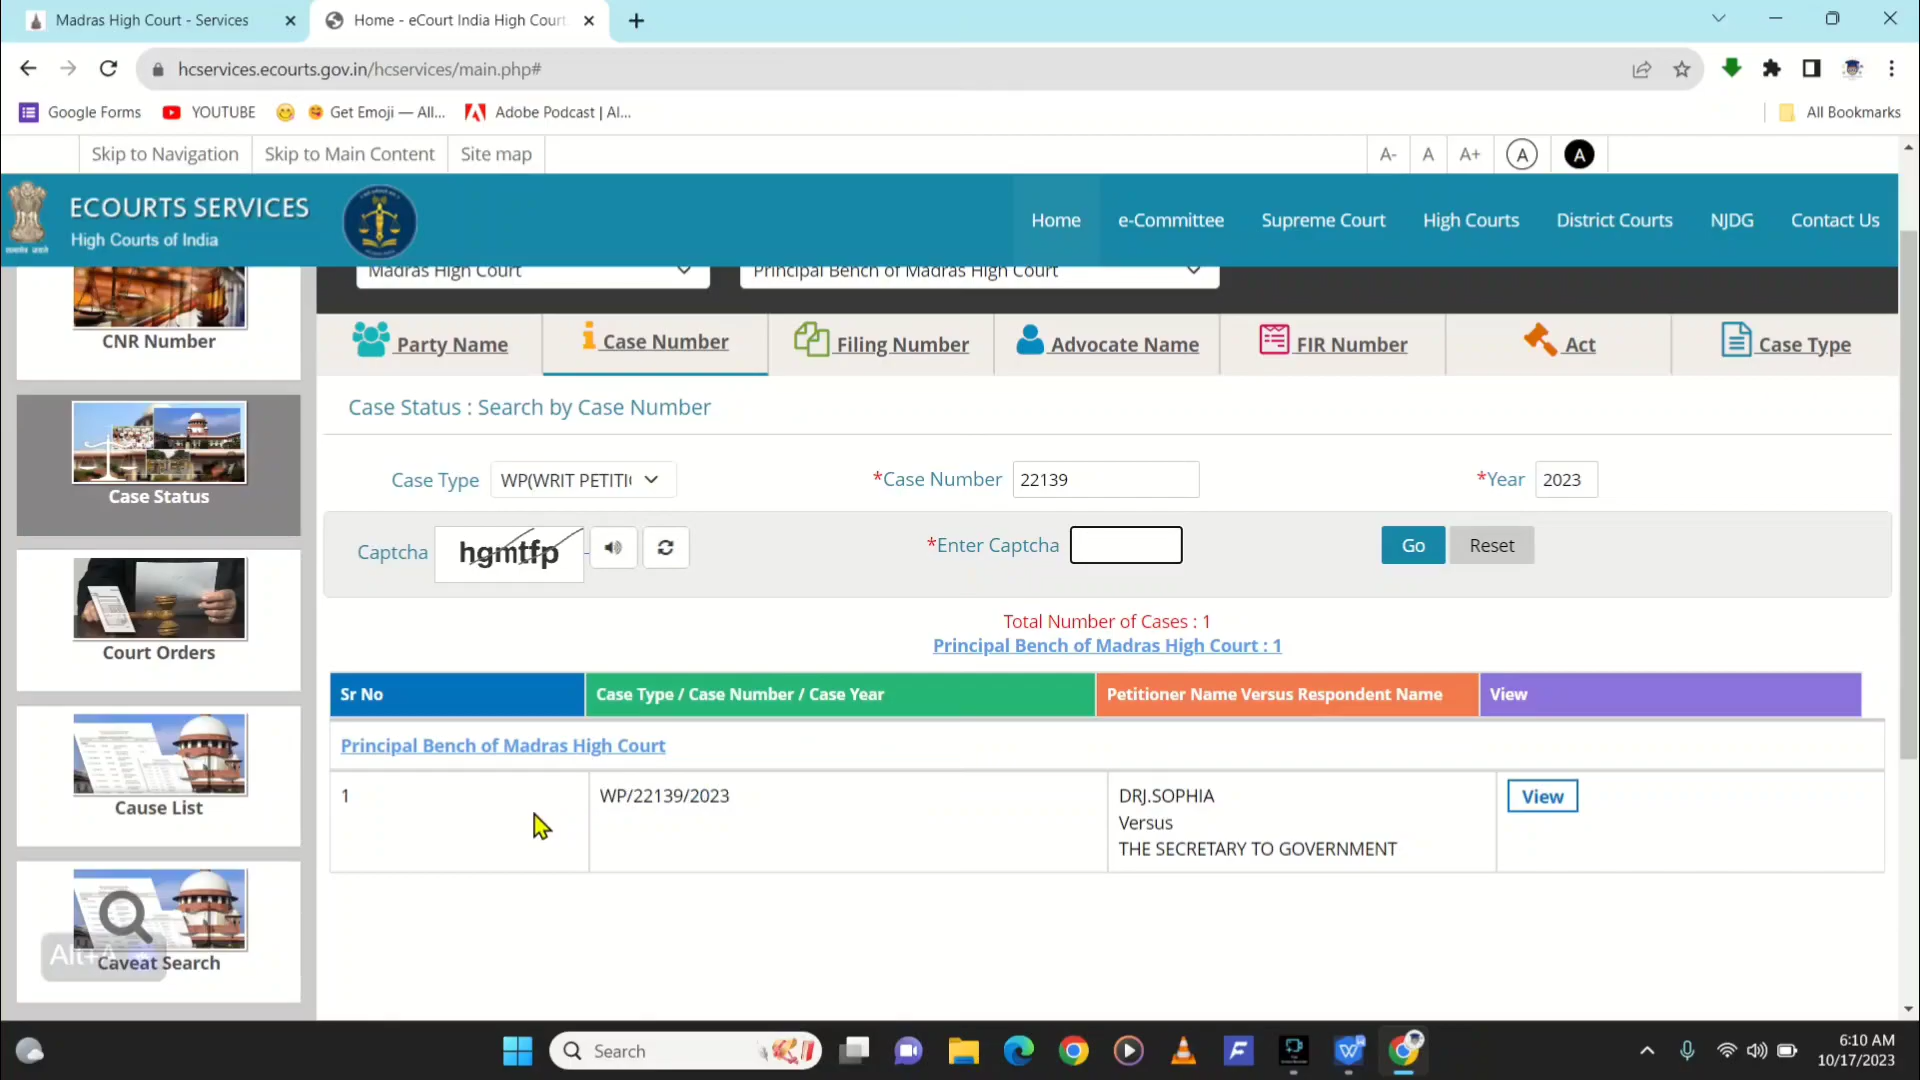 Madras High Court - Services
Home - eCourt India High Court
hcservices.ecourts.gov.in/hcservices/main.php#
Google Forms
YOUTUBE
Get Emoji — All...
Adobe Podcast | AI...
All Bookmarks
Skip to Navigation
Skip to Main Content
Site map
A-
A
A+
A
A
ECOURTS SERVICES
High Courts of India
Home
e-Committee
Supreme Court
High Courts
District Courts
NJDG
Contact Us
Madras High Court
Principal Bench of Madras High Court
CNR Number
Party Name
Case Number
Filing Number
Advocate Name
FIR Number
Act
Case Type
Case Status : Search by Case Number
Case Type
WP(WRIT PETITI
*Case Number
22139
*Year
2023
Case Status
Captcha
hgmtfp
*Enter Captcha
Go
Reset
Total Number of Cases : 1
Principal Bench of Madras High Court : 1
Court Orders
Sr No
Case Type / Case Number / Case Year
Petitioner Name Versus Respondent Name
View
Principal Bench of Madras High Court
1
WP/22139/2023
DRJ.SOPHIA
Versus
THE SECRETARY TO GOVERNMENT
View
Cause List
Alt+A
Caveat Search
Search
6:10 AM
10/17/2023